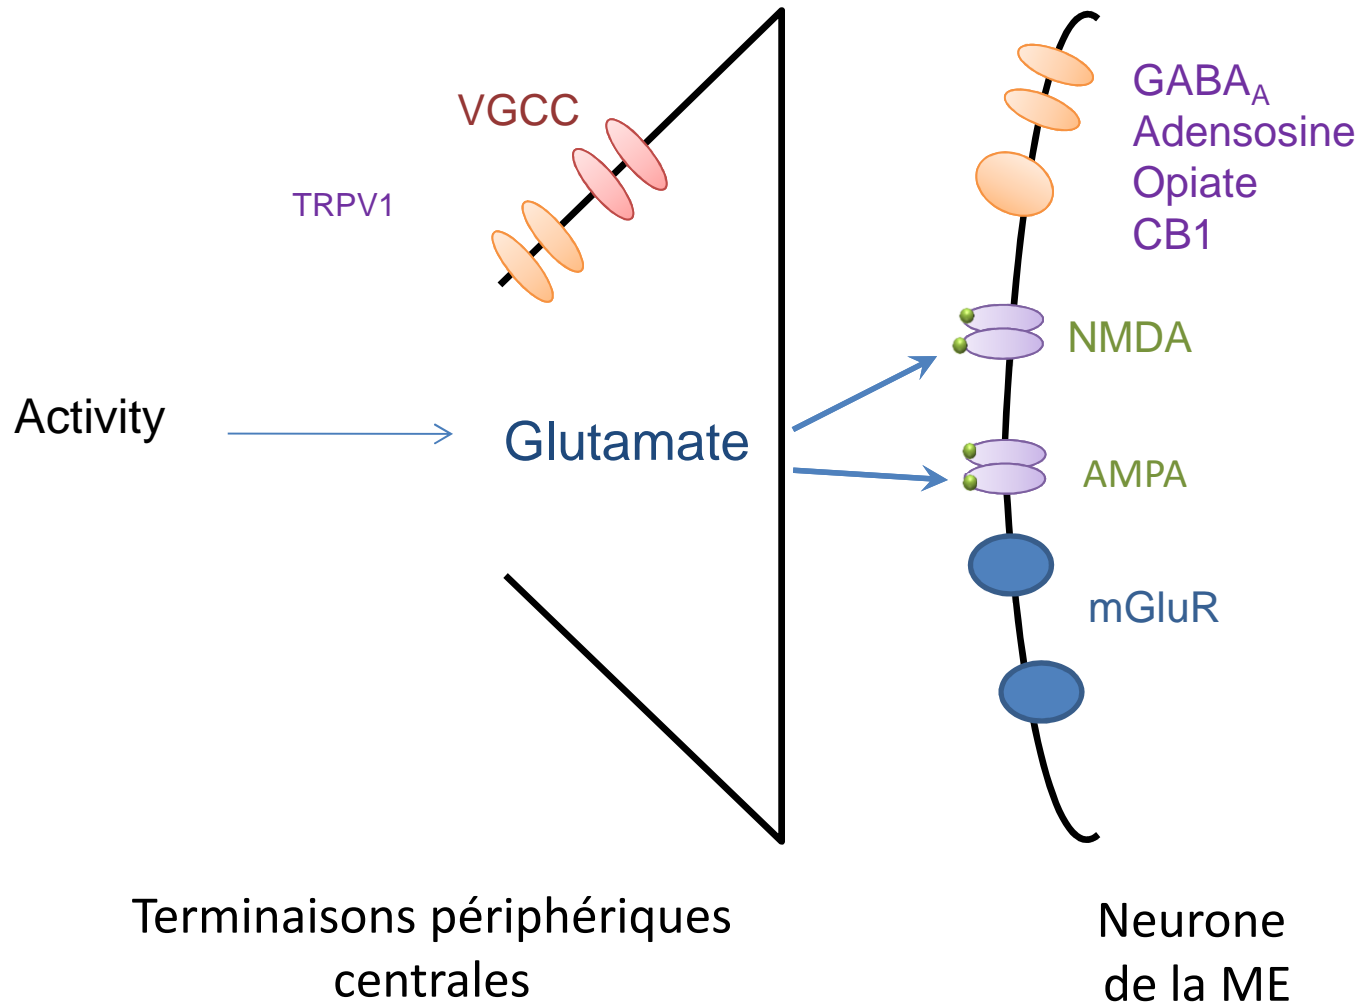 VGCC
TRPV1
GABAA
Adensosine
Opiate
CB1
NMDA
Activity
Glutamate
AMPA
mGluR
Terminaisons périphériques
centrales
Neurone
de la ME